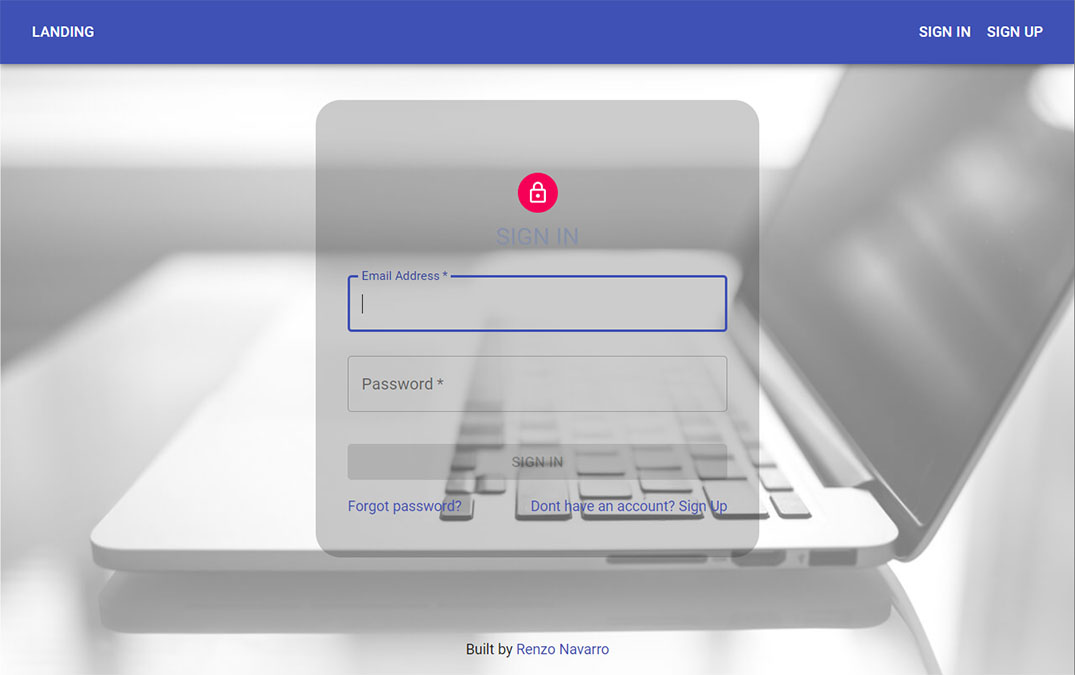 LANDING
SIGN IN SIGN UP
SIGN IN
Email Address *
Password *
SIGN IN
Forgot password? Dont have an account? Sign Up
Built by Renzo Navarro